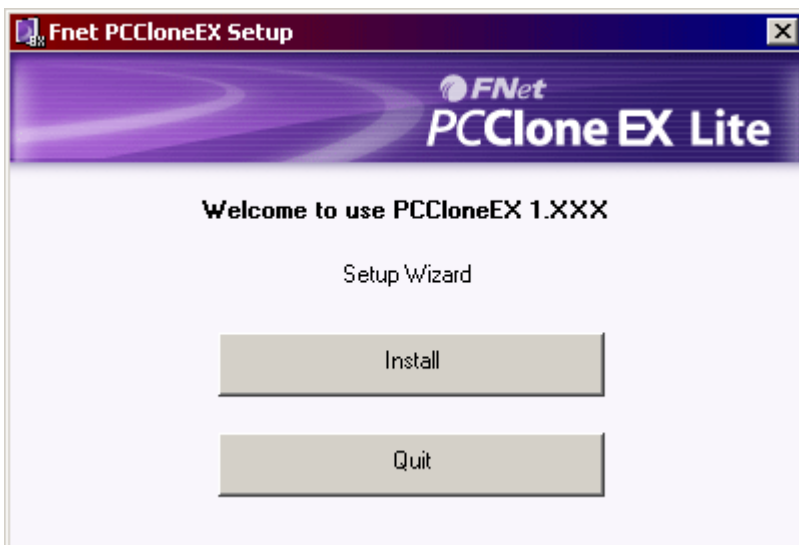 Fnet PCCloneEX Setup
FNet
PCClone EX Lite
Welcome to use PCCloneEX 1.XXX
Setup Wizard
Install
Quit